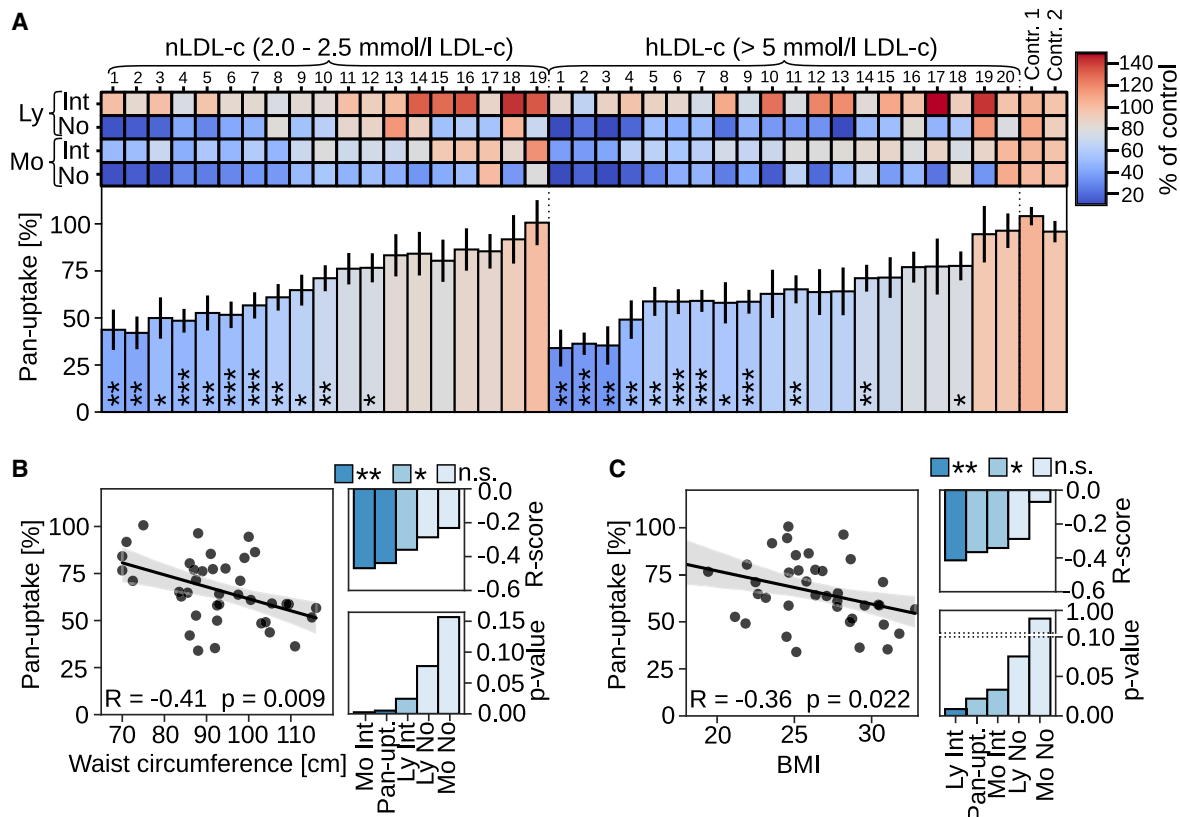 A
nLDL-c (2.0 - 2.5 mmol/l LDL-c)
hLDL-c (> 5 mmol/l LDL-c)
Contr. 1
Contr. 2
1 2 3 4 5 6 7 8 9 10 11 12 13 14 15 16 17 18 19
1 2 3 4 5 6 7 8 9 10 11 12 13 14 15 16 17 18 19 20
Ly
Int
No
Mo
Int
No
140
120
100
80
60
40
20
% of control
Pan-uptake [%]
100
75
50
25
0
** ** * *** ** *** *** ** * ** *
** *** ** ** ** *** *** * *** ** ** *
B
** * n.s.
Pan-uptake [%]
100
75
50
25
0
R = -0.41 p = 0.009
70 80 90 100 110
Waist circumference [cm]
0.0
-0.2
-0.4
-0.6
R-score
0.15
0.10
0.05
0.00
p-value
Mo Int
Pan-upt.
Ly Int
Ly No
Mo No
C
** * n.s.
Pan-uptake [%]
100
75
50
25
0
R = -0.36 p = 0.022
20 25 30
BMI
0.0
-0.2
-0.4
-0.6
R-score
1.00
0.10
0.05
0.00
p-value
Ly Int
Pan-upt.
Mo Int
Ly No
Mo No